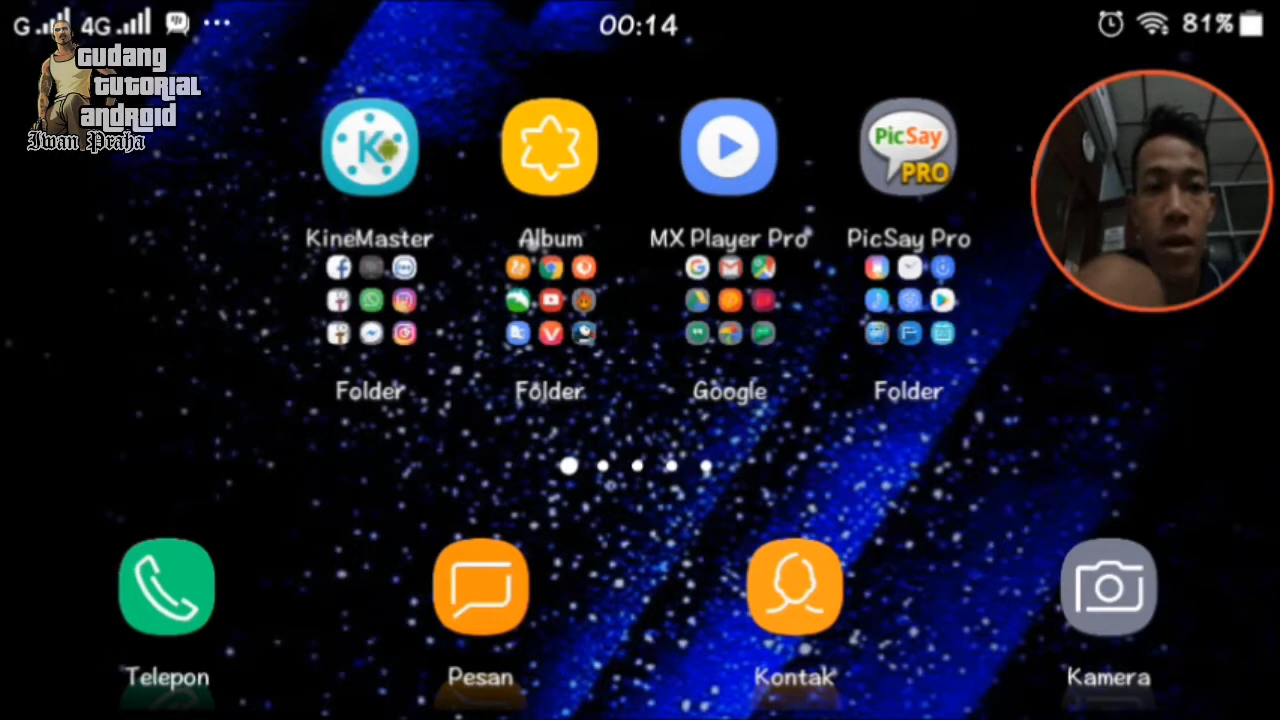 G 4G 00:14 81%
Gudang
tutorial
android
Iwan Praha
PicSay
PRO
K
KineMaster Album MX Player Pro PicSay Pro
Folder Folder Google Folder
Telepon Pesan Kontak Kamera